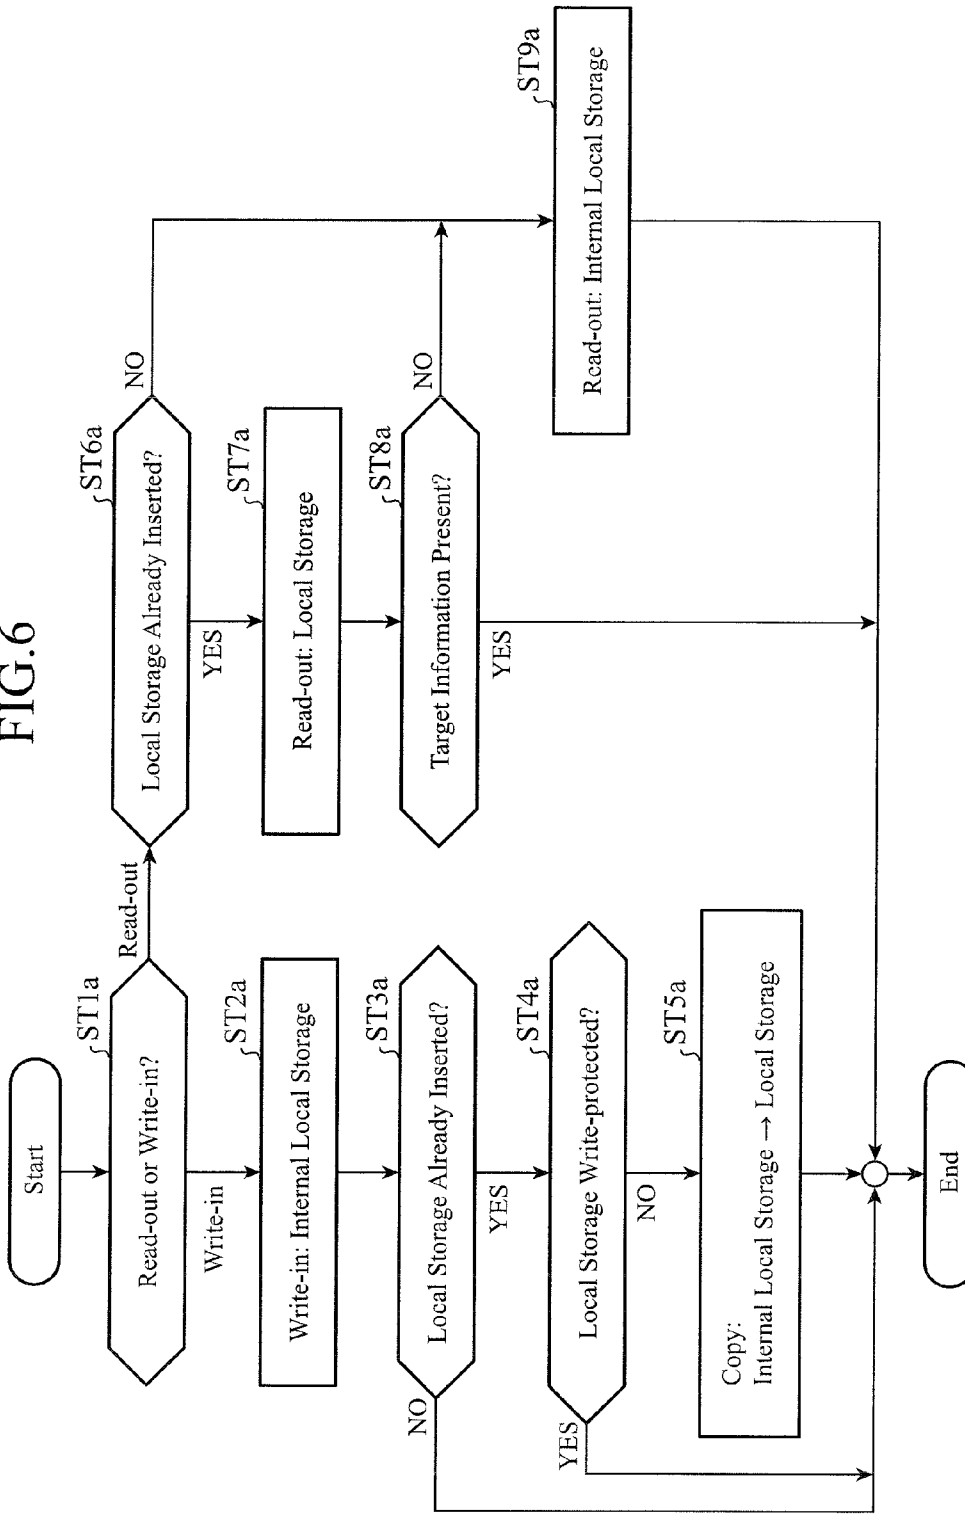 FIG.6
Start
ST1a
Read-out or Write-in?
Read-out
Write-in
ST2a
Write-in: Internal Local Storage
ST3a
Local Storage Already Inserted?
NO
YES
ST4a
Local Storage Write-protected?
YES
NO
ST5a
Copy:
Internal Local Storage → Local Storage
ST6a
Local Storage Already Inserted?
NO
YES
ST7a
Read-out: Local Storage
ST8a
Target Information Present?
NO
YES
ST9a
Read-out: Internal Local Storage
End